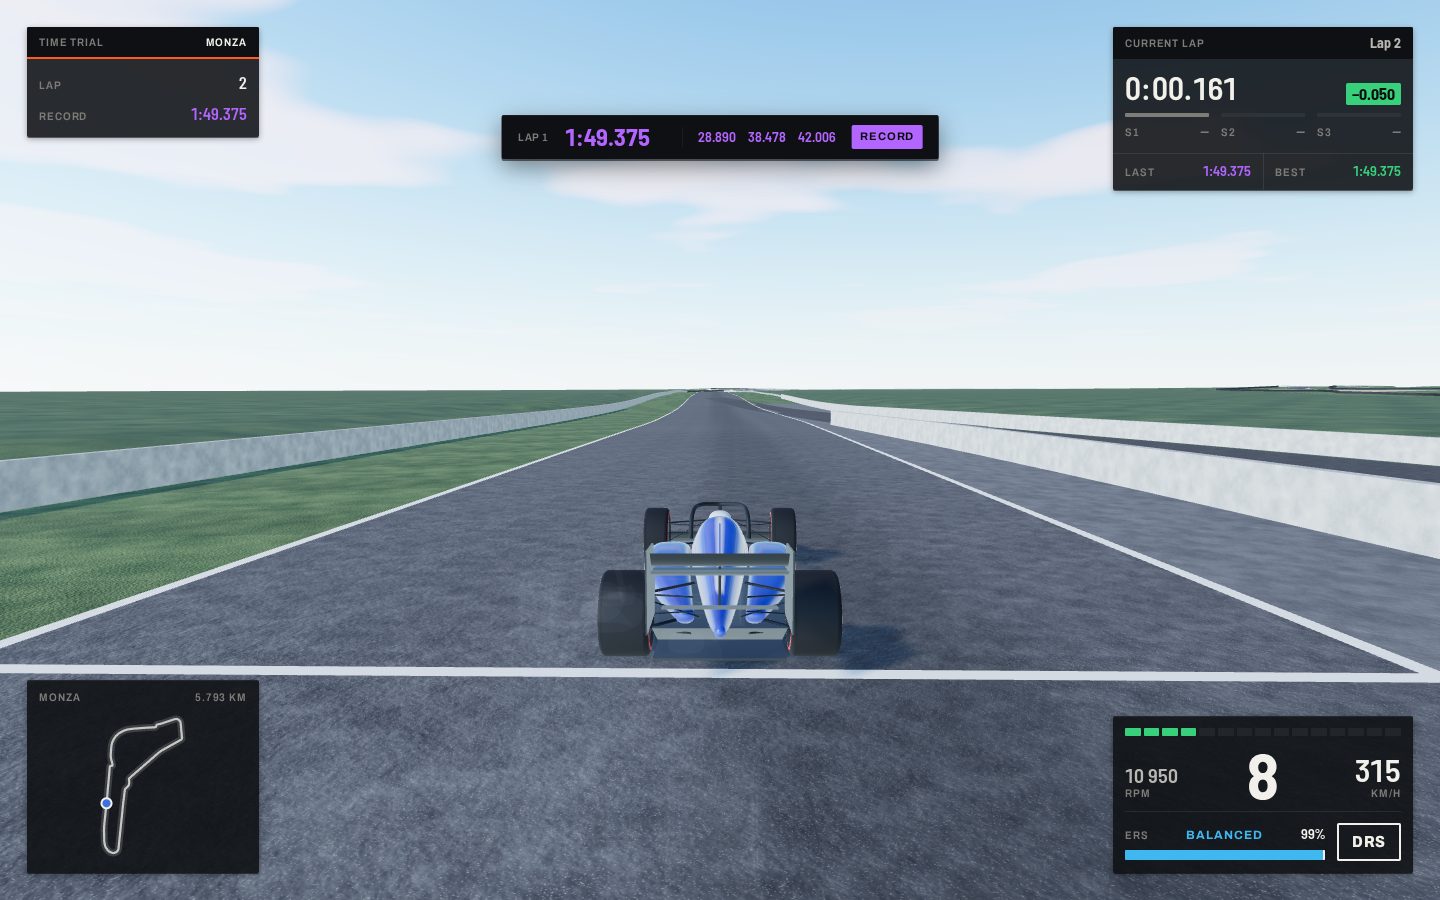 TIME TRIAL MONZA
LAP 2
RECORD 1:49.375
LAP 1 1:49.375 28.890 38.478 42.006 RECORD
CURRENT LAP Lap 2
0:00.161 −0.050
S1 – S2 – S3 –
LAST 1:49.375 BEST 1:49.375
MONZA 5.793 KM
10 950 RPM
8
315 KM/H
ERS BALANCED 99%
DRS